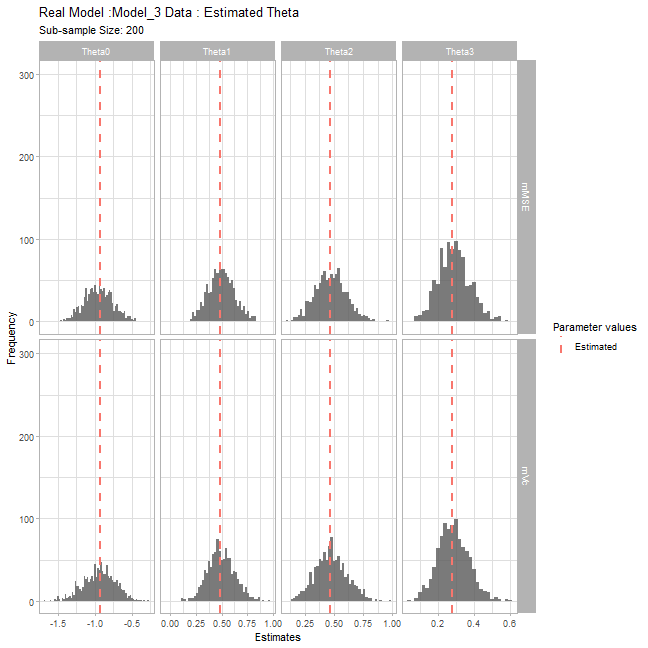 Real Model :Model_3 Data : Estimated Theta
Sub-sample Size: 200
Theta0 Theta1 Theta2 Theta3
300
200
100
0
mMSE
300
200
100
0
mVc
Frequency
-1.5 -1.0 -0.5 0.00 0.25 0.50 0.75 1.00 0.25 0.50 0.75 1.00 0.2 0.4 0.6
Estimates
Parameter values
Estimated